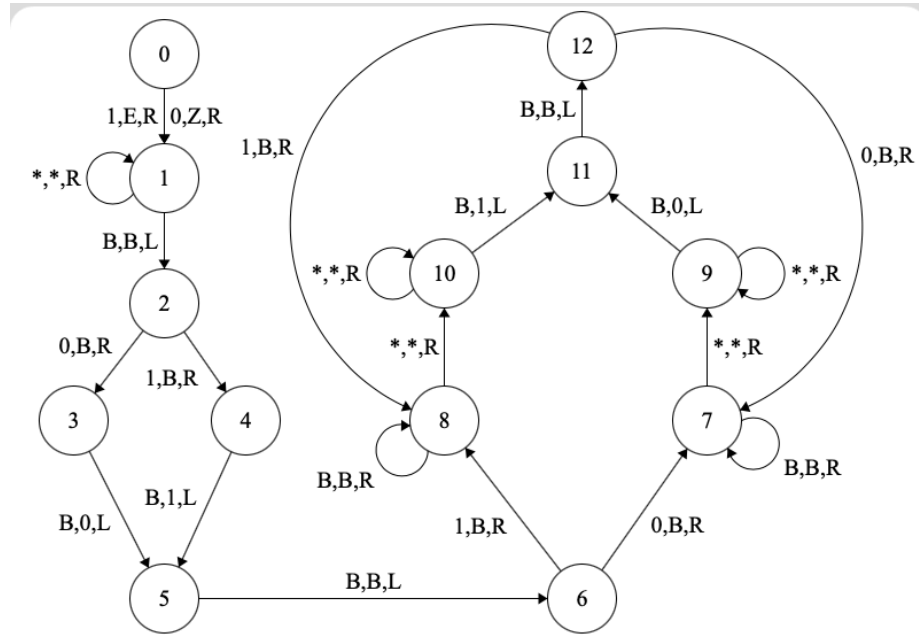 0
12
1,E,R 0,Z,R
B,B,L
1,B,R
0,B,R
*,*,R
1
11
B,B,L
B,1,L
B,0,L
*,*,R
10
9
*,*,R
2
0,B,R
1,B,R
*,*,R
*,*,R
3
4
8
7
B,B,R
B,B,R
B,0,L
B,1,L
1,B,R
0,B,R
5
B,B,L
6